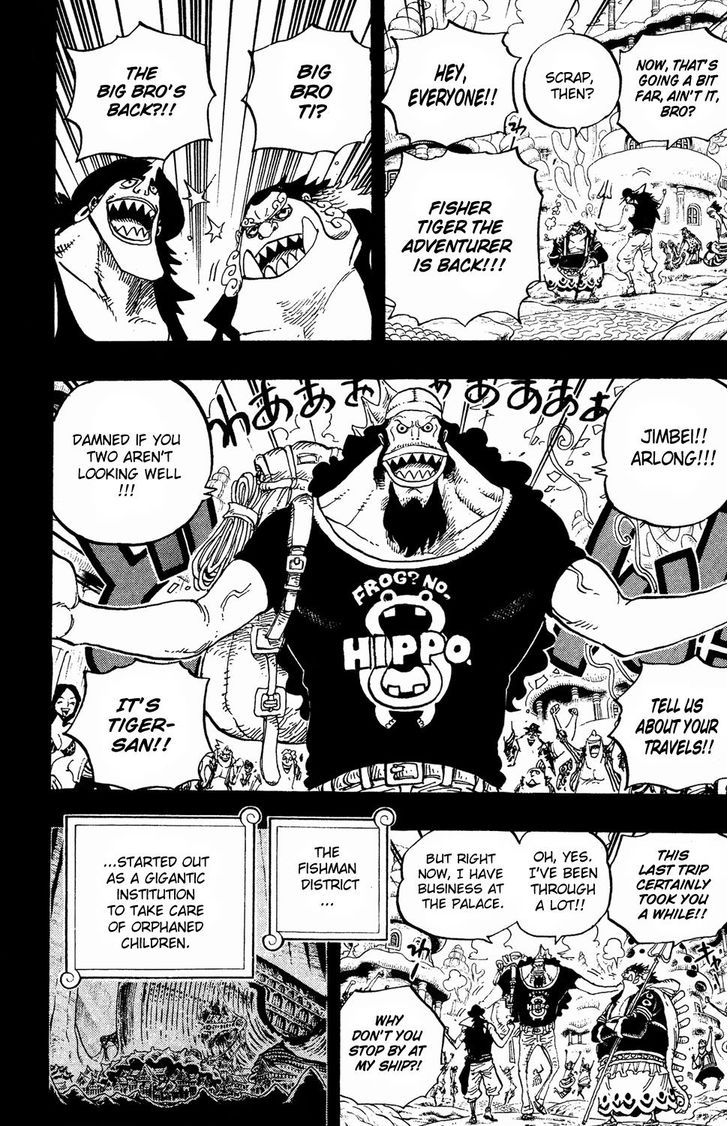 NOW, THAT'S
GOING A BIT
FAR, AIN'T IT,
BRO?
SCRAP,
THEN?
HEY,
EVERYONE!!
FISHER
TIGER THE
ADVENTURER
IS BACK!!!
BIG
BRO
TI?
THE
BIG BRO'S
BACK?!!
JIMBEI!!
ARLONG!!!
DAMNED IF YOU
TWO AREN'T
LOOKING WELL
!!!
FROG? NO.
HIPPO.
TELL US
ABOUT YOUR
TRAVELS!!
IT'S
TIGER-
SAN!!
THIS
LAST TRIP
CERTAINLY
TOOK YOU
A WHILE!!
OH, YES.
I'VE BEEN
THROUGH
A LOT!!
BUT RIGHT
NOW, I HAVE
BUSINESS AT
THE PALACE.
WHY
DON'T YOU
STOP BY AT
MY SHIP?!
THE
FISHMAN
DISTRICT
...
...STARTED OUT
AS A GIGANTIC
INSTITUTION
TO TAKE CARE
OF ORPHANED
CHILDREN.